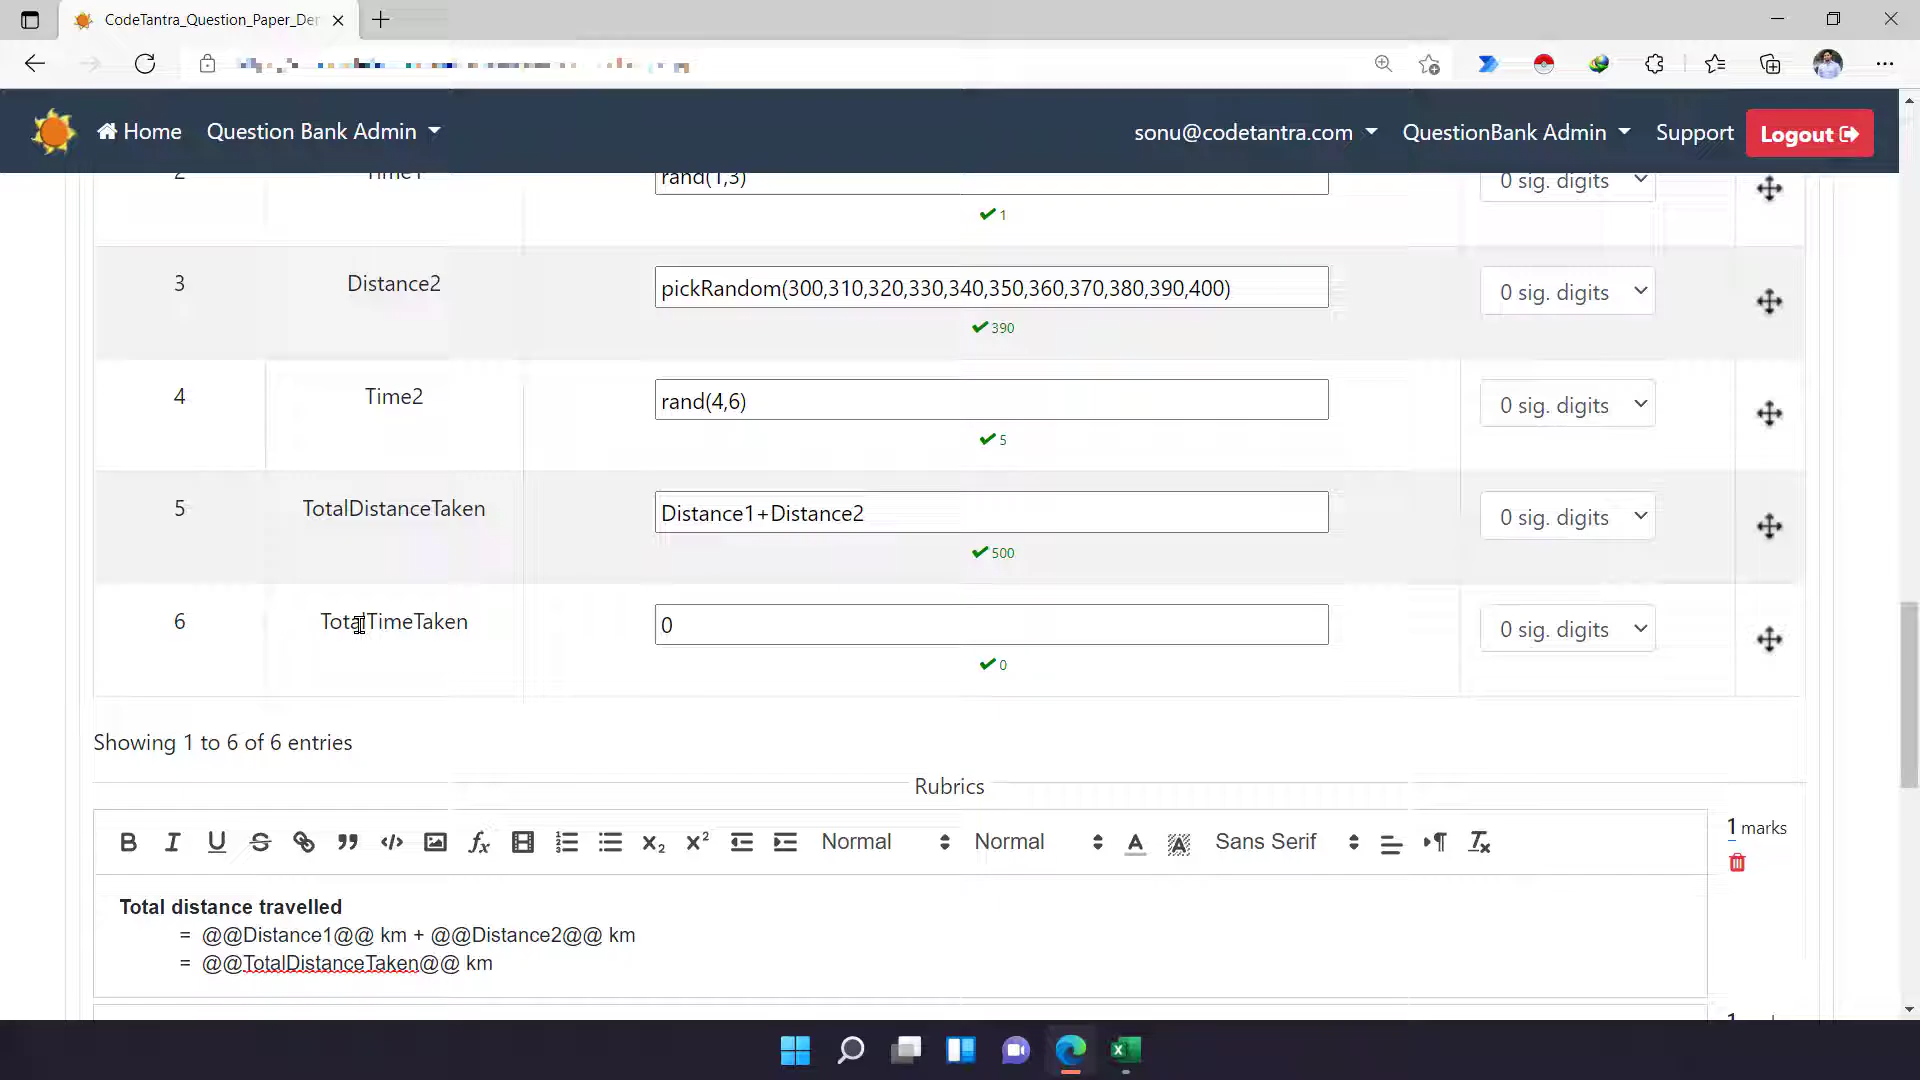 CodeTantra_Question_Paper_Der
Home
Question Bank Admin
sonu@codetantra.com
QuestionBank Admin
Support
Logout
2
Time1
rand(1,3)
0 sig. digits
1
3
Distance2
pickRandom(300,310,320,330,340,350,360,370,380,390,400)
0 sig. digits
390
4
Time2
rand(4,6)
0 sig. digits
5
5
TotalDistanceTaken
Distance1+Distance2
0 sig. digits
500
6
TotalTimeTaken
0
0 sig. digits
0
Showing 1 to 6 of 6 entries
Rubrics
Normal
Normal
Sans Serif
1 marks
Total distance travelled
= @@Distance1@@ km + @@Distance2@@ km
= @@TotalDistanceTaken@@ km